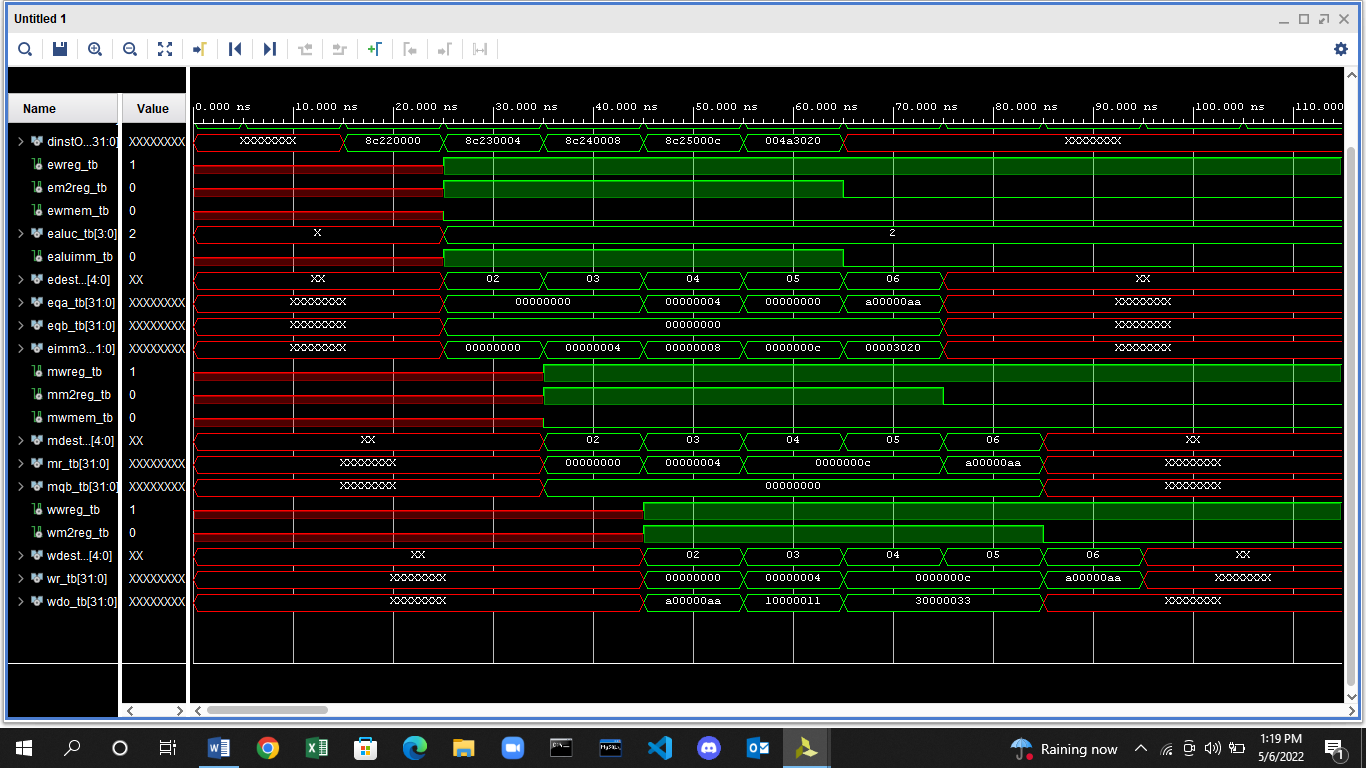 Untitled 1
Name Value
0.000 ns 10.000 ns 20.000 ns 30.000 ns 40.000 ns 50.000 ns 60.000 ns 70.000 ns 80.000 ns 90.000 ns 100.000 ns 110.000
dinstO...31:0] XXXXXXXX XXXXXXXX 8c220000 8c230004 8c240008 8c25000c 004a3020 XXXXXXXX
ewreg_tb 1
em2reg_tb 0
ewmem_tb 0
ealuc_tb[3:0] 2 X 2
ealuimm_tb 0
edest...[4:0] XX XX 02 03 04 05 06 XX
eqa_tb[31:0] XXXXXXXX XXXXXXXX 00000000 00000004 00000000 a00000aa XXXXXXXX
eqb_tb[31:0] XXXXXXXX XXXXXXXX 00000000 XXXXXXXX
eimm3...1:0] XXXXXXXX XXXXXXXX 00000000 00000004 00000008 0000000c 00003020 XXXXXXXX
mwreg_tb 1
mm2reg_tb 0
mwmem_tb 0
mdest...[4:0] XX XX 02 03 04 05 06 XX
mr_tb[31:0] XXXXXXXX XXXXXXXX 00000000 00000004 0000000c a00000aa XXXXXXXX
mqb_tb[31:0] XXXXXXXX XXXXXXXX 00000000 XXXXXXXX
wwreg_tb 1
wm2reg_tb 0
wdest...[4:0] XX XX 02 03 04 05 06 XX
wr_tb[31:0] XXXXXXXX XXXXXXXX 00000000 00000004 0000000c a00000aa XXXXXXXX
wdo_tb[31:0] XXXXXXXX XXXXXXXX a00000aa 10000011 30000033 XXXXXXXX
Raining now
1:19 PM
5/6/2022
1